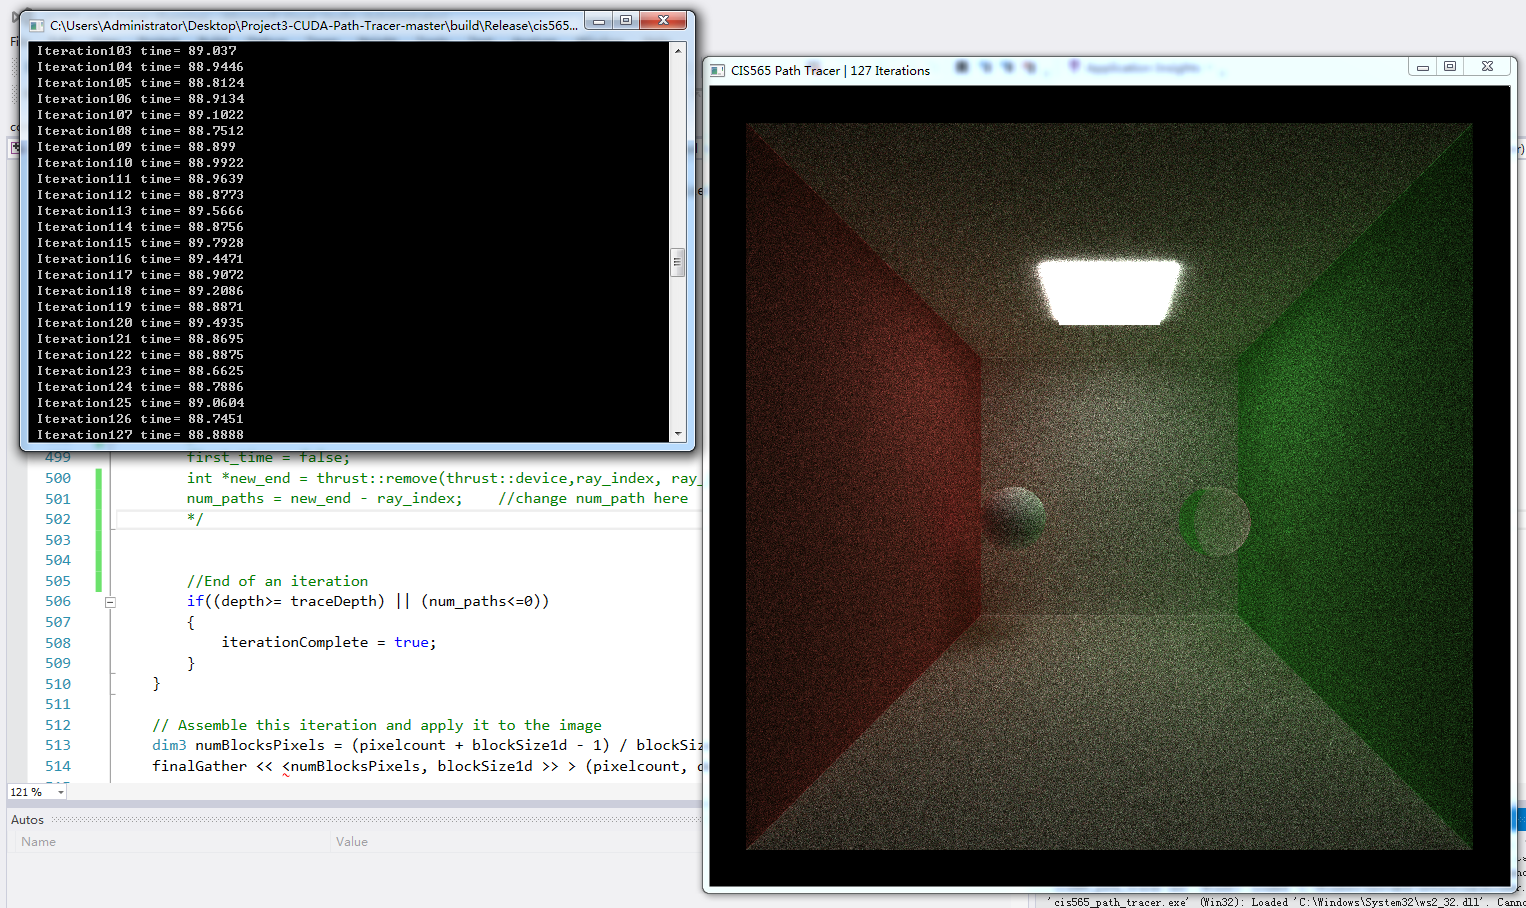 C:\Users\Administrator\Desktop\Project3-CUDA-Path-Tracer-master\build\Release\cis565...
Iteration103 time= 89.037
Iteration104 time= 88.9446
Iteration105 time= 88.8124
Iteration106 time= 88.9134
Iteration107 time= 89.1022
Iteration108 time= 88.7512
Iteration109 time= 88.899
Iteration110 time= 88.9922
Iteration111 time= 88.9639
Iteration112 time= 88.8773
Iteration113 time= 89.5666
Iteration114 time= 88.8756
Iteration115 time= 89.7928
Iteration116 time= 89.4471
Iteration117 time= 88.9072
Iteration118 time= 89.2086
Iteration119 time= 88.8871
Iteration120 time= 89.4935
Iteration121 time= 88.8695
Iteration122 time= 88.8875
Iteration123 time= 88.6625
Iteration124 time= 88.7886
Iteration125 time= 89.0604
Iteration126 time= 88.7451
Iteration127 time= 88.8888
CIS565 Path Tracer | 127 Iterations
Application Insights
499 first_time = false;
500 int *new_end = thrust::remove(thrust::device,ray_index, ray_
501 num_paths = new_end - ray_index; //change num_path here
502 */
503
504
505 //End of an iteration
506 if((depth>= traceDepth) || (num_paths<=0))
507 {
508 iterationComplete = true;
509 }
510 }
511
512 // Assemble this iteration and apply it to the image
513 dim3 numBlocksPixels = (pixelcount + blockSize1d - 1) / blockSiz
514 finalGather << <numBlocksPixels, blockSize1d >> > (pixelcount,
121 %
Autos
Name Value
'cis565_path_tracer.exe' (Win32): Loaded 'C:\Windows\System32\ws2_32.dll'. Canno